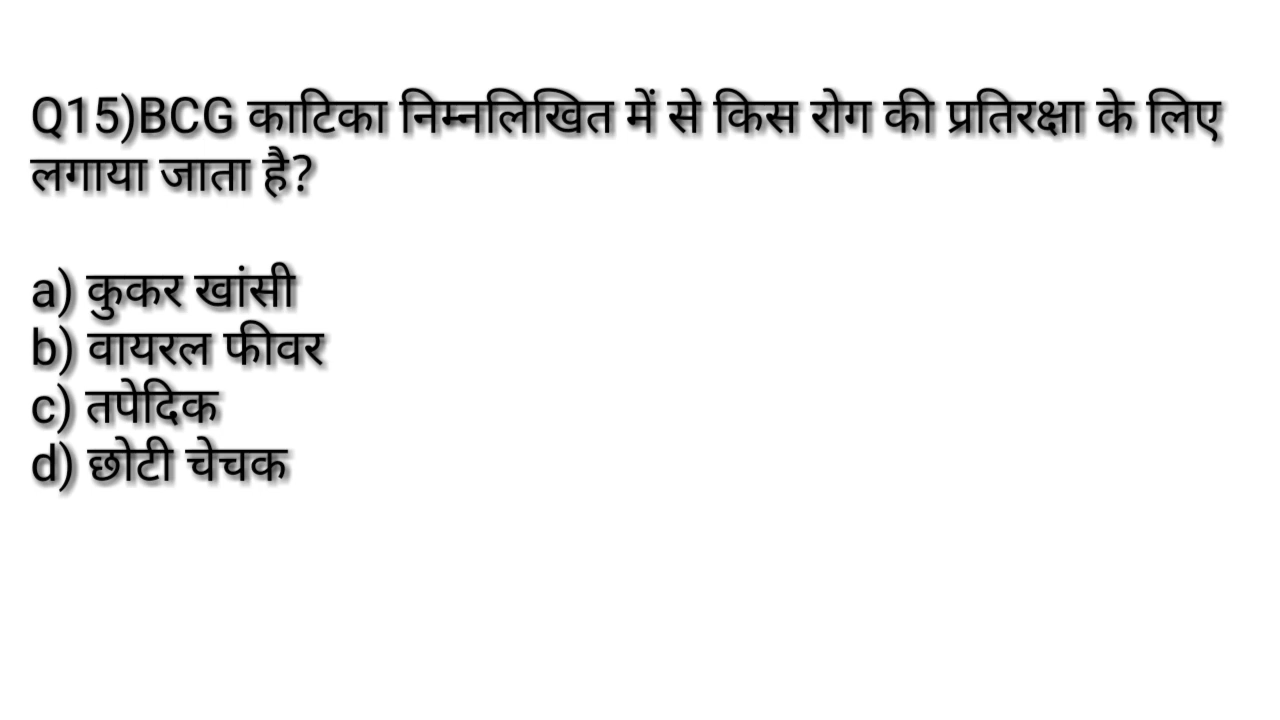 Q15)BCG काटिका निम्नलिखित में से किस रोग की प्रतिरक्षा के लिए
लगाया जाता है?
a) कुकर खांसी
b) वायरल फीवर
c) तपेदिक
d) छोटी चेचक